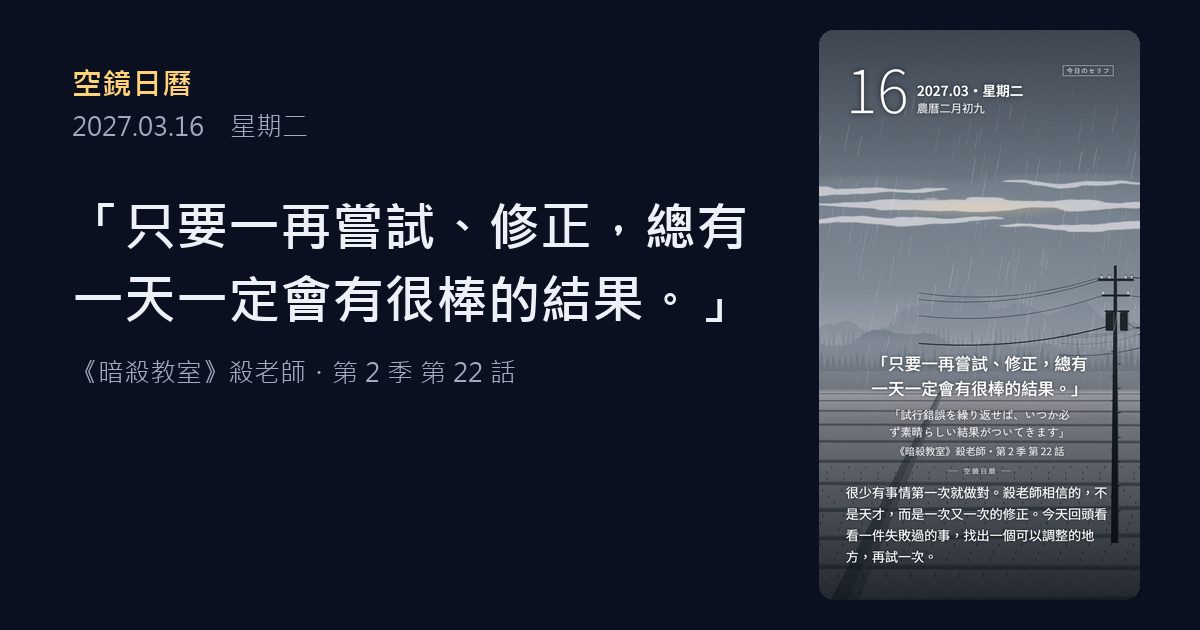 空鏡日曆
2027.03.16 星期二
「只要一再嘗試、修正，總有
一天一定會有很棒的結果。」
《暗殺教室》殺老師・第 2 季 第 22 話
今日のセリフ
16
2027.03・星期二
農曆二月初九
「只要一再嘗試、修正，總有
一天一定會有很棒的結果。」
「試行錯誤を繰り返せば、いつか必
ず素晴らしい結果がついてきます」
《暗殺教室》殺老師・第 2 季 第 22 話
— 空鏡日曆 —
很少有事情第一次就做對。殺老師相信的，不
是天才，而是一次又一次的修正。今天回頭看
看一件失敗過的事，找出一個可以調整的地
方，再試一次。